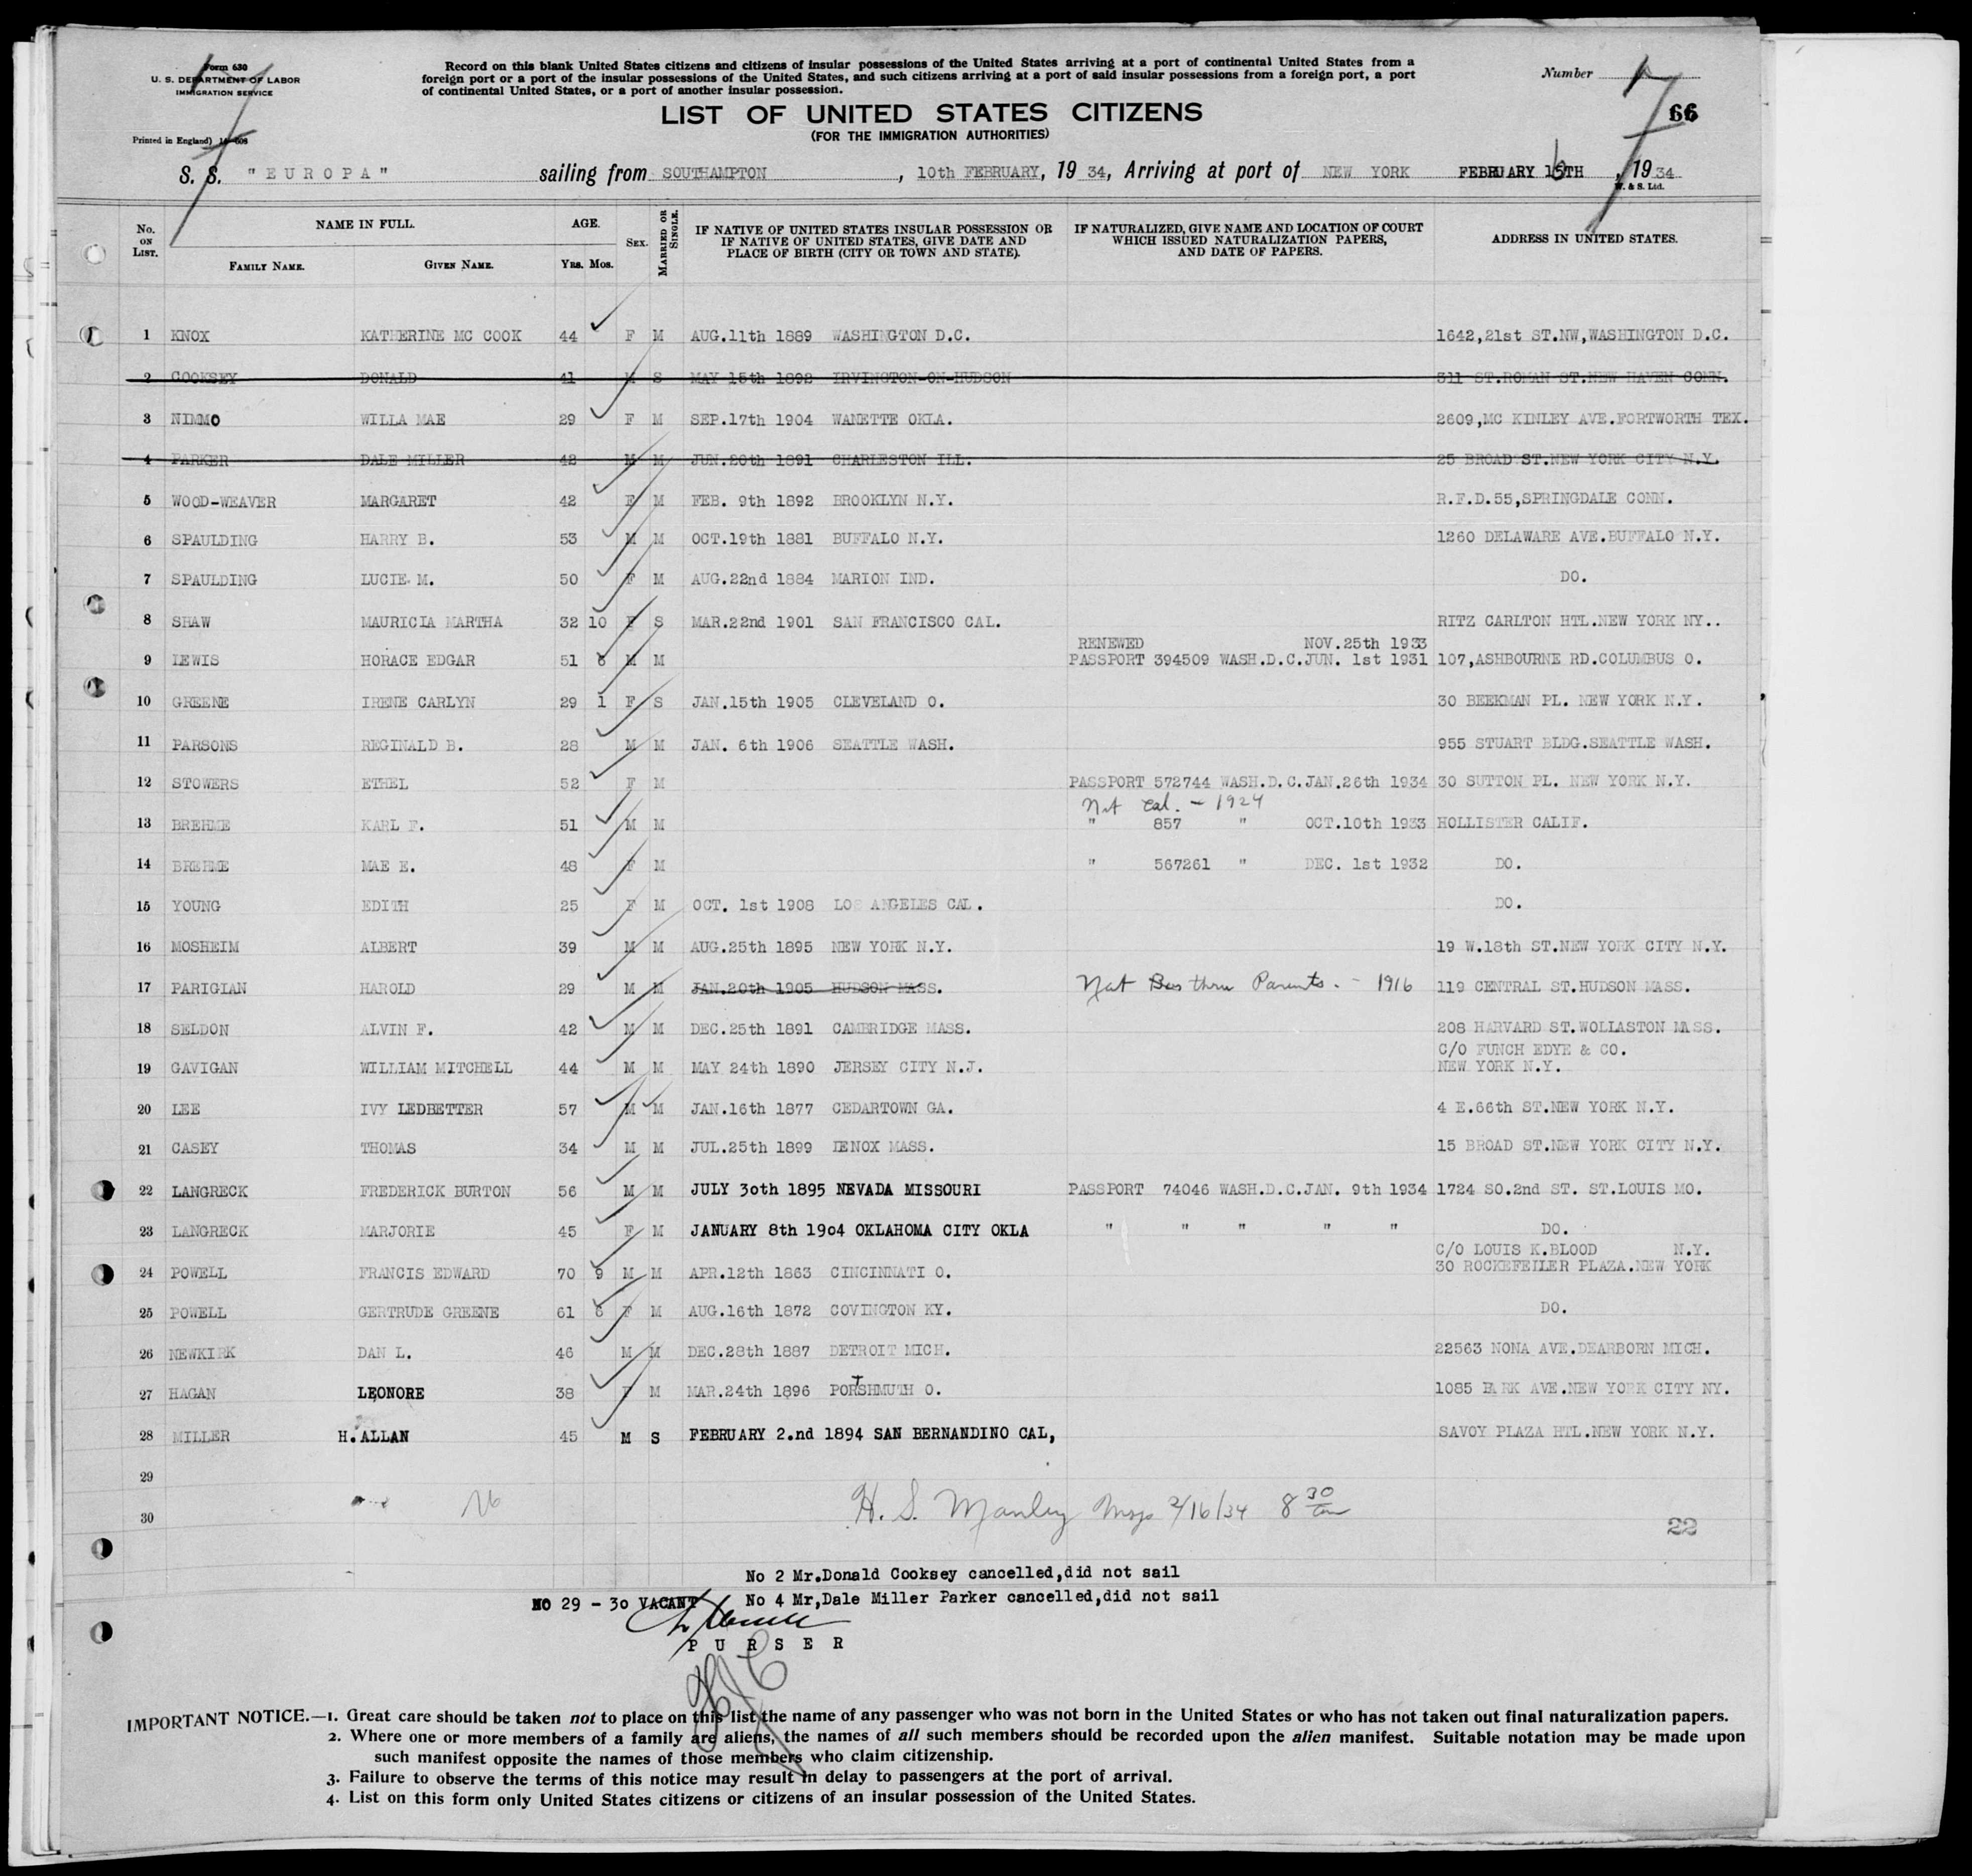 Form 630
U. S. DEPARTMENT OF LABOR
IMMIGRATION SERVICE
Printed in England)
Record on this blank United States citizens and citizens of insular possessions of the United States arriving at a port of continental United States from a
foreign port or a port of the insular possessions of the United States, and such citizens arriving at a port of said insular possessions from a foreign port, a port
of continental United States, or a port of another insular possession.
Number
66
LIST OF UNITED STATES CITIZENS
(FOR THE IMMIGRATION AUTHORITIES)
S. S. "EUROPA" sailing from SOUTHAMPTON, 10th FEBRUARY, 19 34, Arriving at port of NEW YORK FEBRUARY 16TH, 19 34
W. & S. Ltd.
No. ON LIST. NAME IN FULL. AGE. SEX. MARRIED OR SINGLE. IF NATIVE OF UNITED STATES INSULAR POSSESSION OR IF NATIVE OF UNITED STATES, GIVE DATE AND PLACE OF BIRTH (CITY OR TOWN AND STATE). IF NATURALIZED, GIVE NAME AND LOCATION OF COURT WHICH ISSUED NATURALIZATION PAPERS, AND DATE OF PAPERS. ADDRESS IN UNITED STATES.
FAMILY NAME. GIVEN NAME. YRS. MOS.
1 KNOX KATHERINE MC COOK 44 F M AUG.11th 1889 WASHINGTON D.C. 1642,21st ST.NW,WASHINGTON D.C.
2 COOKSEY DONALD 41 M S MAY 15th 1892 IRVINGTON-ON-HUDSON 311 ST.RONAN ST.NEW HAVEN CONN.
3 NIMMO WILLA MAE 29 F M SEP.17th 1904 WANETTE OKLA. 2609,MC KINLEY AVE.FORTWORTH TEX.
4 PARKER DALE MILLER 42 M M JUN.20th 1891 CHARLESTON ILL. 25 BROAD ST.NEW YORK CITY N.Y.
5 WOOD-WEAVER MARGARET 42 F M FEB. 9th 1892 BROOKLYN N.Y. R.F.D.55,SPRINGDALE CONN.
6 SPAULDING HARRY B. 53 M M OCT.19th 1881 BUFFALO N.Y. 1260 DELAWARE AVE.BUFFALO N.Y.
7 SPAULDING LUCIE M. 50 F M AUG.22nd 1884 MARION IND. DO.
8 SHAW MAURICIA MARTHA 32 10 F S MAR.22nd 1901 SAN FRANCISCO CAL. RITZ CARLTON HTL.NEW YORK NY..
RENEWED NOV.25th 1933
9 LEWIS HORACE EDGAR 51 6 M M PASSPORT 394509 WASH.D.C.JUN. 1st 1931 107,ASHBOURNE RD.COLUMBUS O.
10 GREENE IRENE CARLYN 29 1 F S JAN.15th 1905 CLEVELAND O. 30 BEEKMAN PL. NEW YORK N.Y.
11 PARSONS REGINALD B. 28 M M JAN. 6th 1906 SEATTLE WASH. 955 STUART BLDG.SEATTLE WASH.
12 STOWERS ETHEL 52 F M PASSPORT 572744 WASH.D.C.JAN.26th 1934 30 SUTTON PL. NEW YORK N.Y.
Nat Cal. - 1924
13 BREHME KARL F. 51 M M " 857 " OCT.10th 1933 HOLLISTER CALIF.
14 BREHME MAE E. 48 F M " 567261 " DEC. 1st 1932 DO.
15 YOUNG EDITH 25 F M OCT. 1st 1908 LOS ANGELES CAL. DO.
16 MOSHEIM ALBERT 39 M M AUG.25th 1895 NEW YORK N.Y. 19 W.18th ST.NEW YORK CITY N.Y.
17 PARIGIAN HAROLD 29 M M JAN.20th 1905 HUDSON MASS. Nat thru Parents. - 1916 119 CENTRAL ST.HUDSON MASS.
18 SELDON ALVIN F. 42 M M DEC.25th 1891 CAMBRIDGE MASS. 208 HARVARD ST.WOLLASTON MASS.
C/O FUNCH EDYE & CO.
19 GAVIGAN WILLIAM MITCHELL 44 M M MAY 24th 1890 JERSEY CITY N.J. NEW YORK N.Y.
20 LEE IVY LEDBETTER 57 M M JAN.16th 1877 CEDARTOWN GA. 4 E.66th ST.NEW YORK N.Y.
21 CASEY THOMAS 34 M M JUL.25th 1899 LENOX MASS. 15 BROAD ST.NEW YORK CITY N.Y.
22 LANGRECK FREDERICK BURTON 56 M M JULY 30th 1895 NEVADA MISSOURI PASSPORT 74046 WASH.D.C.JAN. 9th 1934 1724 SO.2nd ST. ST.LOUIS MO.
23 LANGRECK MARJORIE 45 F M JANUARY 8th 1904 OKLAHOMA CITY OKLA " " " " " DO.
C/O LOUIS K.BLOOD N.Y.
24 POWELL FRANCIS EDWARD 70 9 M M APR.12th 1863 CINCINNATI O. 30 ROCKEFELLER PLAZA.NEW YORK
25 POWELL GERTRUDE GREENE 61 6 F M AUG.16th 1872 COVINGTON KY. DO.
26 NEWKIRK DAN L. 46 M M DEC.28th 1887 DETROIT MICH. 22563 NONA AVE.DEARBORN MICH.
27 HAGAN LEONORE 38 F M MAR.24th 1896 PORTSHMUTH O. 1085 PARK AVE.NEW YORK CITY NY.
28 MILLER H.ALLAN 45 M S FEBRUARY 2.nd 1894 SAN BERNANDINO CAL, SAVOY PLAZA HTL.NEW YORK N.Y.
29
30 H. S. Manley 2/16/34 8 30
22
No 2 Mr.Donald Cooksey cancelled,did not sail
NO 29 - 30 VACANT No 4 Mr,Dale Miller Parker cancelled,did not sail
PURSER
IMPORTANT NOTICE.—1. Great care should be taken not to place on this list the name of any passenger who was not born in the United States or who has not taken out final naturalization papers.
2. Where one or more members of a family are aliens, the names of all such members should be recorded upon the alien manifest. Suitable notation may be made upon
such manifest opposite the names of those members who claim citizenship.
3. Failure to observe the terms of this notice may result in delay to passengers at the port of arrival.
4. List on this form only United States citizens or citizens of an insular possession of the United States.